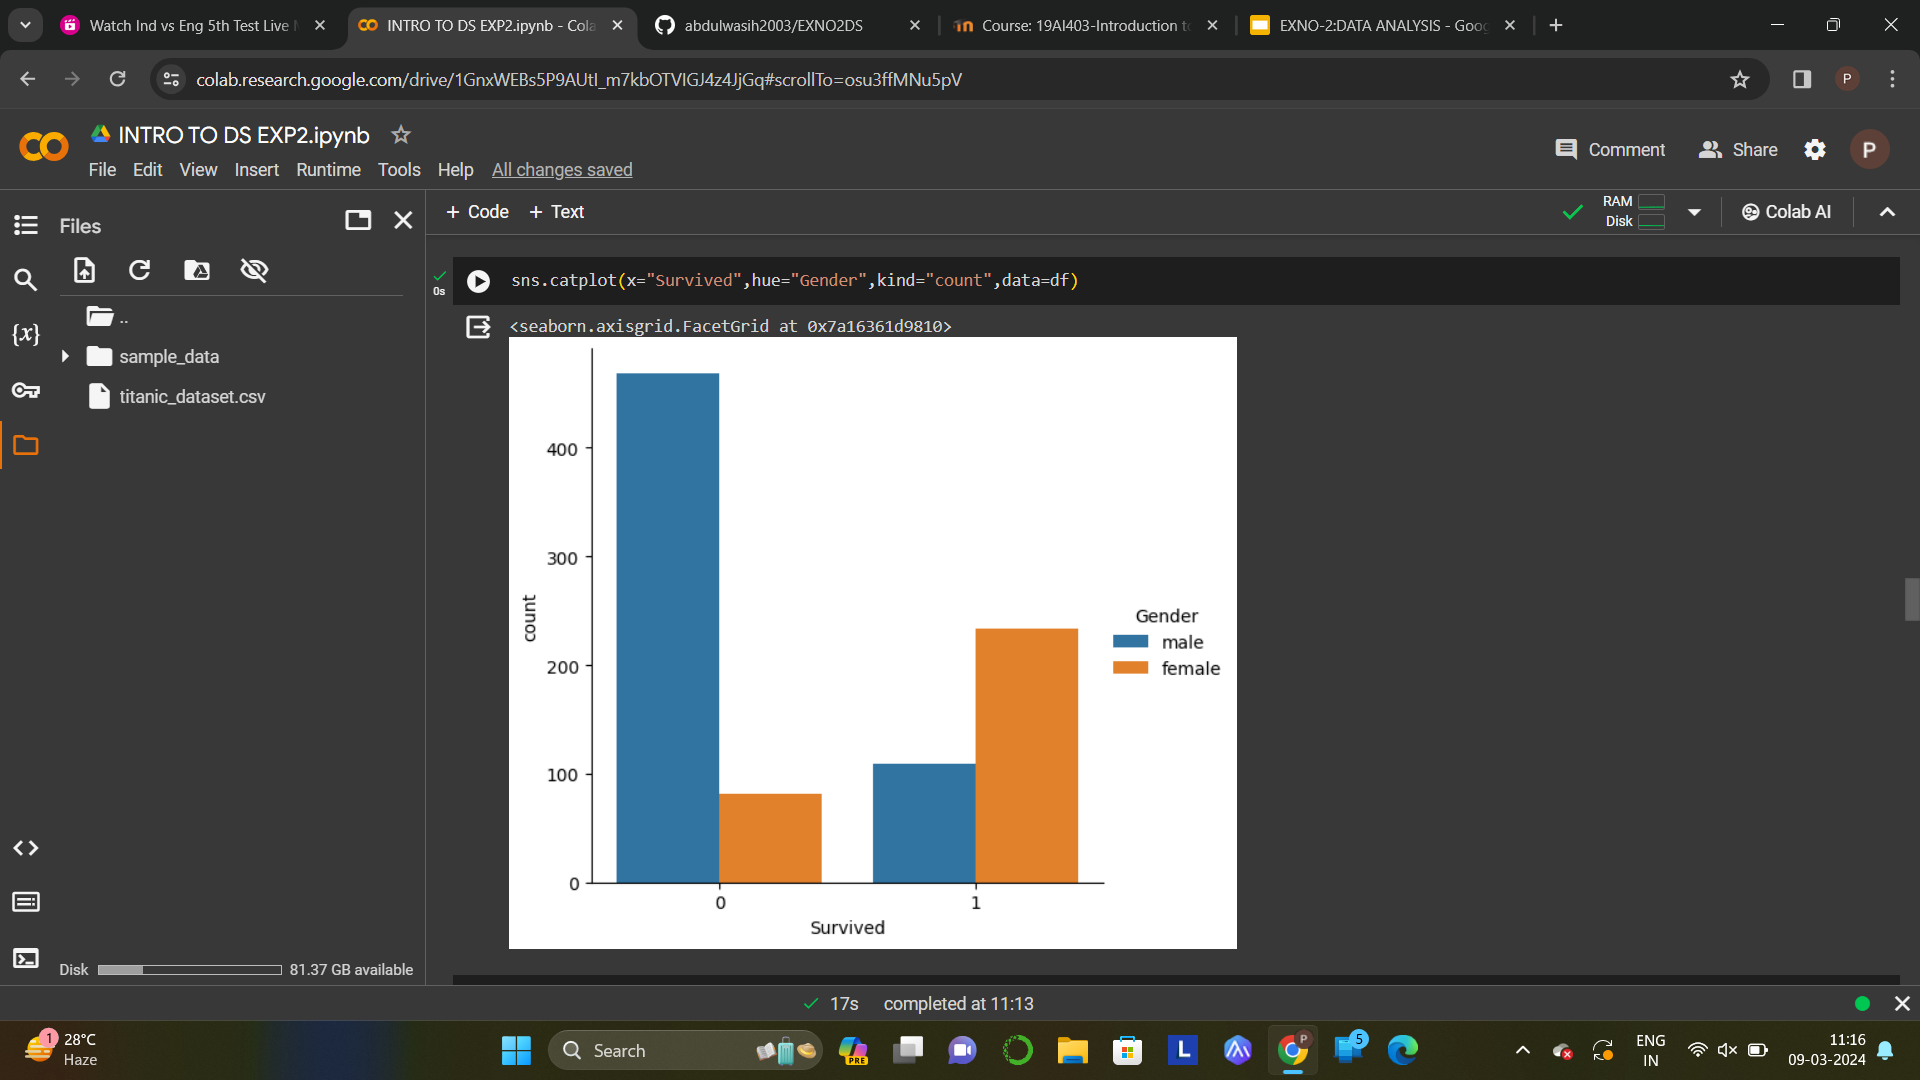 Watch Ind vs Eng 5th Test Live
INTRO TO DS EXP2.ipynb - Cola
abdulwasih2003/EXNO2DS
Course: 19AI403-Introduction to
EXNO-2:DATA ANALYSIS - Goog
colab.research.google.com/drive/1GnxWEBs5P9AUtI_m7kbOTVIGJ4z4JjGq#scrollTo=osu3ffMNu5pV
P
INTRO TO DS EXP2.ipynb
File Edit View Insert Runtime Tools Help All changes saved
Comment
Share
P
Files
+ Code + Text
RAM
Disk
Colab AI
..
sample_data
titanic_dataset.csv
{x}
0s
sns.catplot(x="Survived",hue="Gender",kind="count",data=df)
<seaborn.axisgrid.FacetGrid at 0x7a16361d9810>
400
300
200
100
0
count
0
1
Survived
Gender
male
female
Disk
81.37 GB available
17s completed at 11:13
1
28°C
Haze
Search
PRE
L
P
5
ENG
IN
11:16
09-03-2024